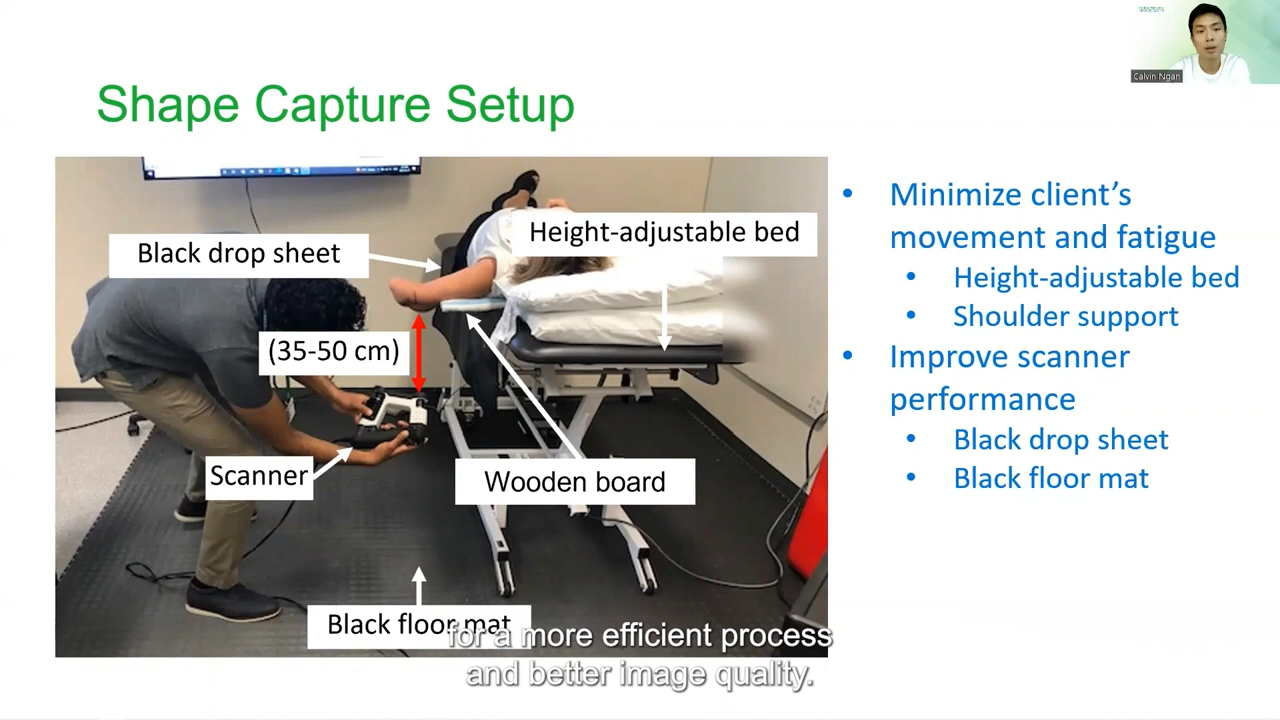 Calvin Ngan
Shape Capture Setup
Black drop sheet
Height-adjustable bed
(35-50 cm)
Scanner
Wooden board
Black floor mat
• Minimize client’s
movement and fatigue
• Height-adjustable bed
• Shoulder support
• Improve scanner
performance
• Black drop sheet
• Black floor mat
for a more efficient process
and better image quality.